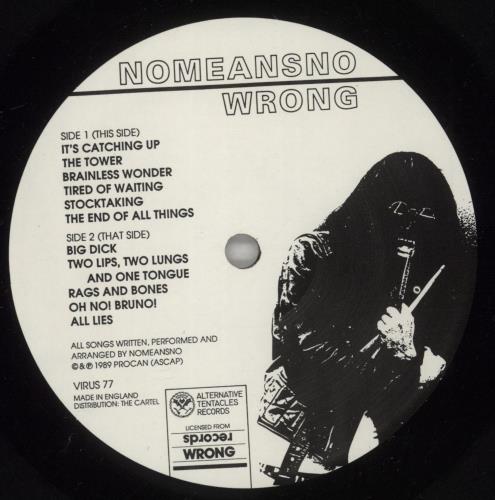 NOMEANSNO
WRONG
SIDE 1 (THIS SIDE)
IT'S CATCHING UP
THE TOWER
BRAINLESS WONDER
TIRED OF WAITING
STOCKTAKING
THE END OF ALL THINGS
SIDE 2 (THAT SIDE)
BIG DICK
TWO LIPS, TWO LUNGS
AND ONE TONGUE
RAGS AND BONES
OH NO! BRUNO!
ALL LIES
ALL SONGS WRITTEN, PERFORMED AND
ARRANGED BY NOMEANSNO
©&℗ 1989 PROCAN (ASCAP)
VIRUS 77
MADE IN ENGLAND
DISTRIBUTION: THE CARTEL
ALTERNATIVE
TENTACLES
RECORDS
LICENSED FROM
records
WRONG